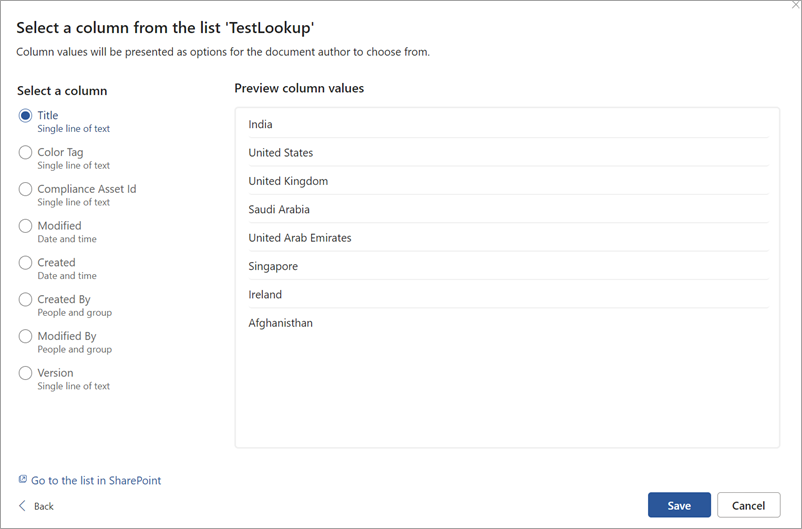 Select a column from the list 'TestLookup'
Column values will be presented as options for the document author to choose from.
Select a column
Title
Single line of text
Color Tag
Single line of text
Compliance Asset Id
Single line of text
Modified
Date and time
Created
Date and time
Created By
People and group
Modified By
People and group
Version
Single line of text
Preview column values
India
United States
United Kingdom
Saudi Arabia
United Arab Emirates
Singapore
Ireland
Afghanisthan
Go to the list in SharePoint
Back
Save
Cancel